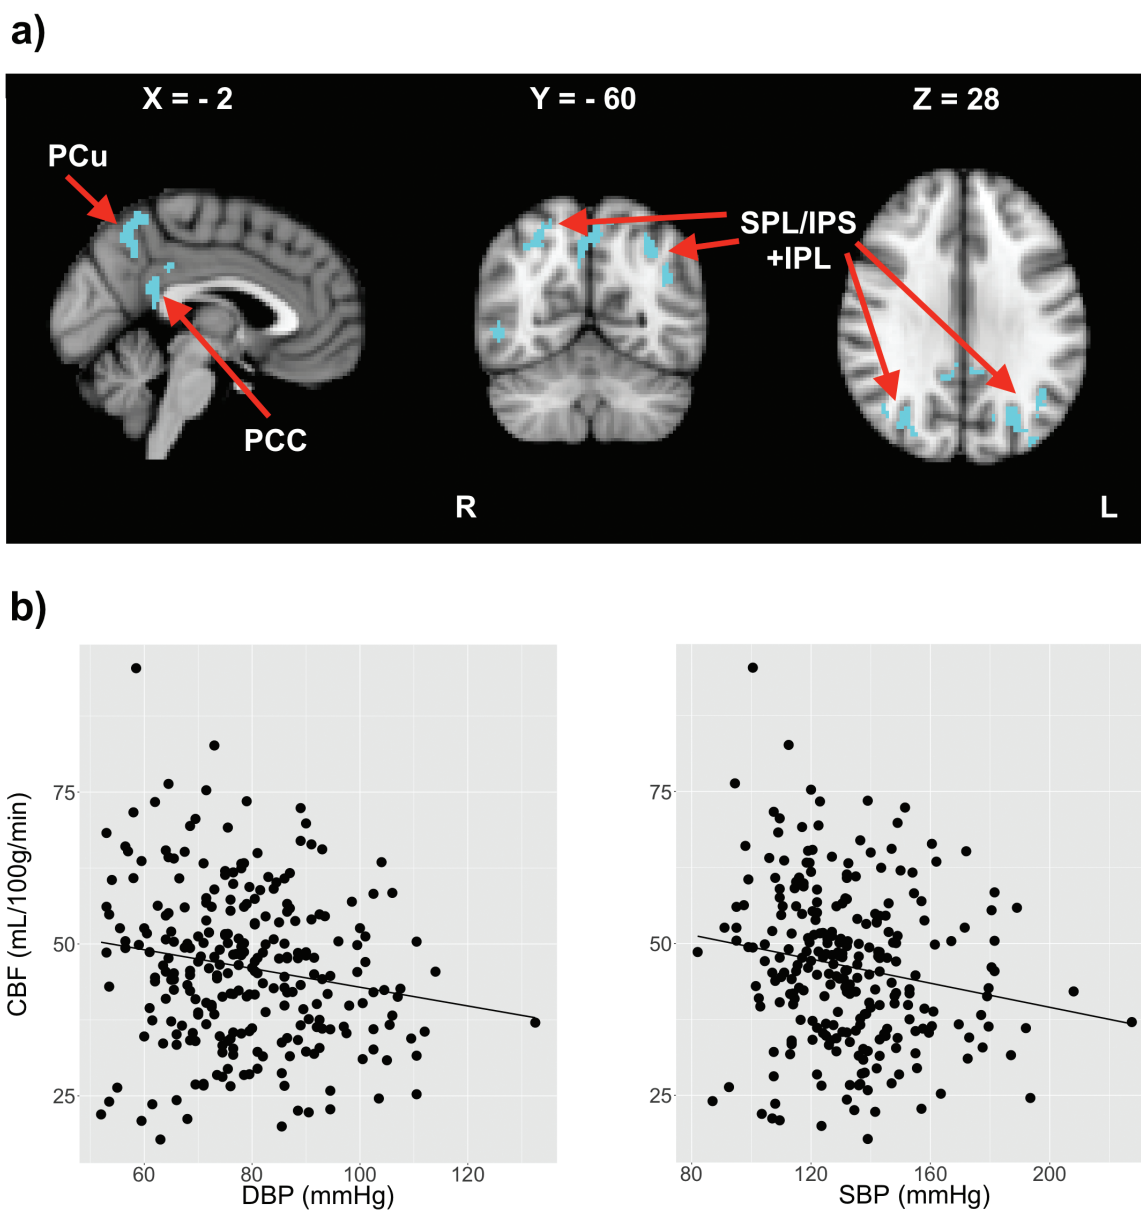 a)
X = - 2
Y = - 60
Z = 28
PCu
SPL/IPS
+IPL
PCC
R
L
b)
CBF (mL/100g/min)
75
50
25
60
80
100
120
DBP (mmHg)
75
50
25
80
120
160
200
SBP (mmHg)